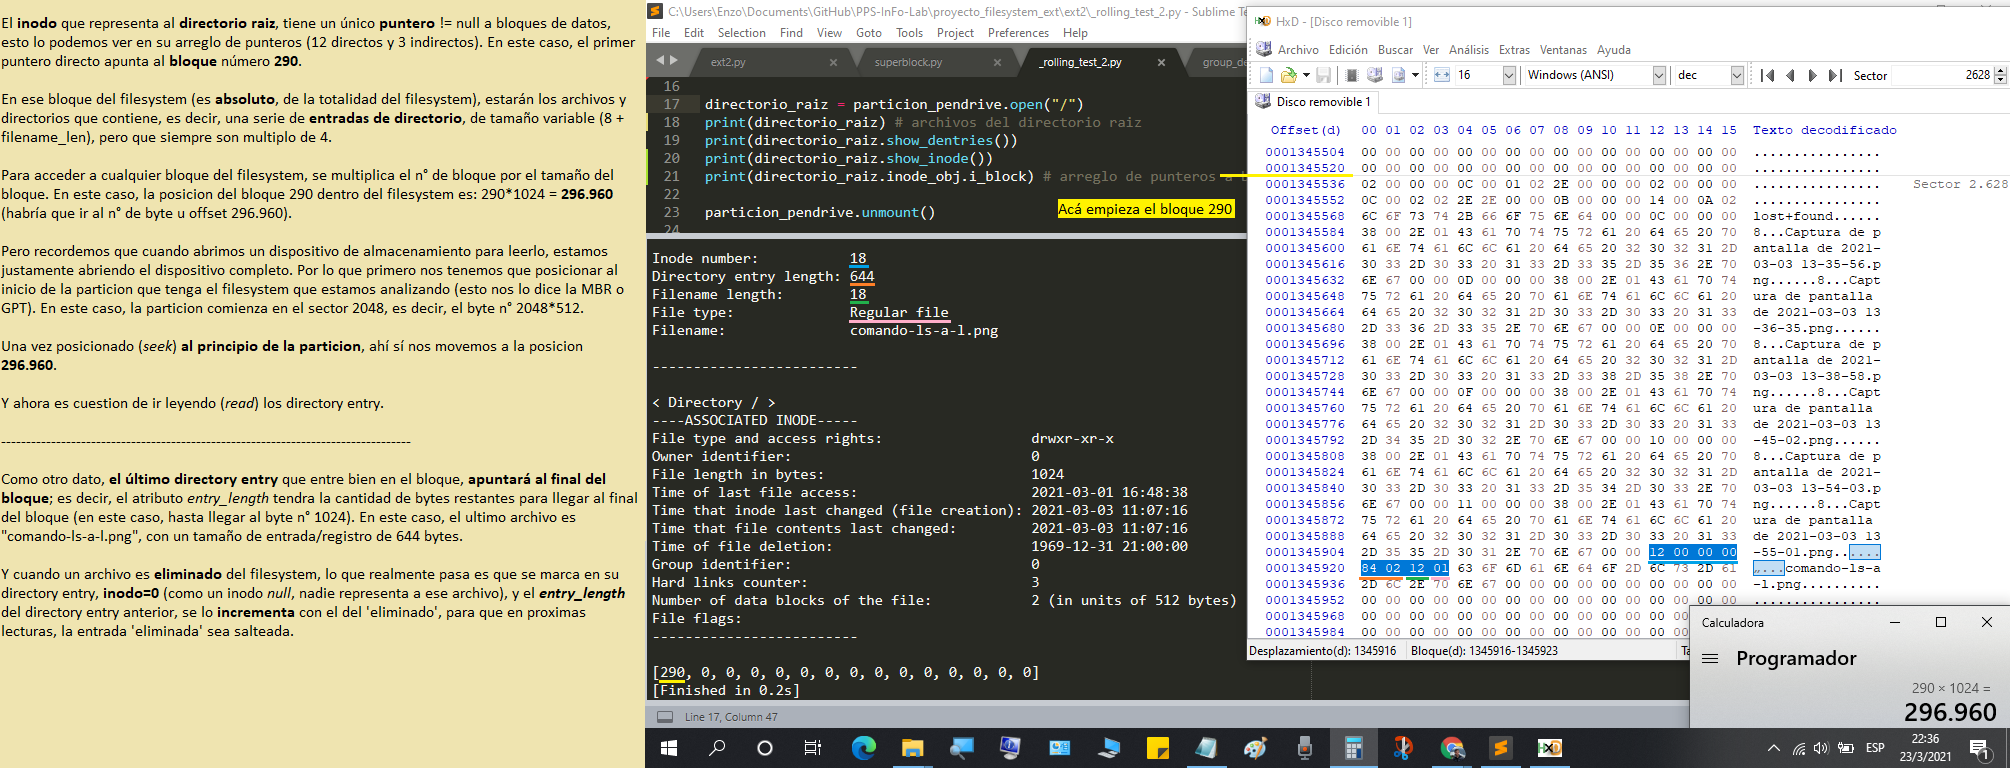 El inodo que representa al directorio raiz, tiene un único puntero != null a bloques de datos,
esto lo podemos ver en su arreglo de punteros (12 directos y 3 indirectos). En este caso, el primer
puntero directo apunta al bloque número 290.
En ese bloque del filesystem (es absoluto, de la totalidad del filesystem), estarán los archivos y
directorios que contiene, es decir, una serie de entradas de directorio, de tamaño variable (8 +
filename_len), pero que siempre son multiplo de 4.
Para acceder a cualquier bloque del filesystem, se multiplica el n° de bloque por el tamaño del
bloque. En este caso, la posicion del bloque 290 dentro del filesystem es: 290*1024 = 296.960
(habría que ir al n° de byte u offset 296.960).
Pero recordemos que cuando abrimos un dispositivo de almacenamiento para leerlo, estamos
justamente abriendo el dispositivo completo. Por lo que primero nos tenemos que posicionar al
inicio de la particion que tenga el filesystem que estamos analizando (esto nos lo dice la MBR o
GPT). En este caso, la particion comienza en el sector 2048, es decir, el byte n° 2048*512.
Una vez posicionado (seek) al principio de la particion, ahí sí nos movemos a la posicion
296.960.
Y ahora es cuestion de ir leyendo (read) los directory entry.
----------------------------------------------------------------------------------
Como otro dato, el último directory entry que entre bien en el bloque, apuntará al final del
bloque; es decir, el atributo entry_length tendra la cantidad de bytes restantes para llegar al final
del bloque (en este caso, hasta llegar al byte n° 1024). En este caso, el ultimo archivo es
"comando-ls-a-l.png", con un tamaño de entrada/registro de 644 bytes.
Y cuando un archivo es eliminado del filesystem, lo que realmente pasa es que se marca en su
directory entry, inodo=0 (como un inodo null, nadie representa a ese archivo), y el entry_length
del directory entry anterior, se lo incrementa con el del 'eliminado', para que en proximas
lecturas, la entrada 'eliminada' sea salteada.
C:\Users\Enzo\Documents\GitHub\PPS-InFo-Lab\proyecto_filesystem_ext\ext2\_rolling_test_2.py - Sublime Te
File Edit Selection Find View Goto Tools Project Preferences Help
ext2.py × superblock.py × _rolling_test_2.py × group_de
16
17 directorio_raiz = particion_pendrive.open("/")
18 print(directorio_raiz) # archivos del directorio raiz
19 print(directorio_raiz.show_dentries())
20 print(directorio_raiz.show_inode())
21 print(directorio_raiz.inode_obj.i_block) # arreglo de punteros a b
22
23 particion_pendrive.unmount()
24
Acá empieza el bloque 290
Inode number: 18
Directory entry length: 644
Filename length: 18
File type: Regular file
Filename: comando-ls-a-l.png
-------------------------
< Directory / >
----ASSOCIATED INODE-----
File type and access rights: drwxr-xr-x
Owner identifier: 0
File length in bytes: 1024
Time of last file access: 2021-03-01 16:48:38
Time that inode last changed (file creation): 2021-03-03 11:07:16
Time that file contents last changed: 2021-03-03 11:07:16
Time of file deletion: 1969-12-31 21:00:00
Group identifier: 0
Hard links counter: 3
Number of data blocks of the file: 2 (in units of 512 bytes)
File flags:
-------------------------
[290, 0, 0, 0, 0, 0, 0, 0, 0, 0, 0, 0, 0, 0, 0]
[Finished in 0.2s]
Line 17, Column 47
HxD - [Disco removible 1]
Archivo Edición Buscar Ver Análisis Extras Ventanas Ayuda
16 Windows (ANSI) dec Sector 2628
Disco removible 1
Offset(d) 00 01 02 03 04 05 06 07 08 09 10 11 12 13 14 15 Texto decodificado
0001345504 00 00 00 00 00 00 00 00 00 00 00 00 00 00 00 00 ................
0001345520 00 00 00 00 00 00 00 00 00 00 00 00 00 00 00 00 ................
0001345536 02 00 00 00 0C 00 01 02 2E 00 00 00 02 00 00 00 ................ Sector 2.628
0001345552 0C 00 02 02 2E 2E 00 00 0B 00 00 00 14 00 0A 02 ................
0001345568 6C 6F 73 74 2B 66 6F 75 6E 64 00 00 0C 00 00 00 lost+found......
0001345584 38 00 2E 01 43 61 70 74 75 72 61 20 64 65 20 70 8...Captura de p
0001345600 61 6E 74 61 6C 6C 61 20 64 65 20 32 30 32 31 2D antalla de 2021-
0001345616 30 33 2D 30 33 20 31 33 2D 33 35 2D 35 36 2E 70 03-03 13-35-56.p
0001345632 6E 67 00 00 0D 00 00 00 38 00 2E 01 43 61 70 74 ng......8...Capt
0001345648 75 72 61 20 64 65 20 70 61 6E 74 61 6C 6C 61 20 ura de pantalla
0001345664 64 65 20 32 30 32 31 2D 30 33 2D 30 33 20 31 33 de 2021-03-03 13
0001345680 2D 33 36 2D 33 35 2E 70 6E 67 00 00 0E 00 00 00 -36-35.png......
0001345696 38 00 2E 01 43 61 70 74 75 72 61 20 64 65 20 70 8...Captura de p
0001345712 61 6E 74 61 6C 6C 61 20 64 65 20 32 30 32 31 2D antalla de 2021-
0001345728 30 33 2D 30 33 20 31 33 2D 33 38 2D 35 38 2E 70 03-03 13-38-58.p
0001345744 6E 67 00 00 0F 00 00 00 38 00 2E 01 43 61 70 74 ng......8...Capt
0001345760 75 72 61 20 64 65 20 70 61 6E 74 61 6C 6C 61 20 ura de pantalla
0001345776 64 65 20 32 30 32 31 2D 30 33 2D 30 33 20 31 33 de 2021-03-03 13
0001345792 2D 34 35 2D 30 32 2E 70 6E 67 00 00 10 00 00 00 -45-02.png......
0001345808 38 00 2E 01 43 61 70 74 75 72 61 20 64 65 20 70 8...Captura de p
0001345824 61 6E 74 61 6C 6C 61 20 64 65 20 32 30 32 31 2D antalla de 2021-
0001345840 30 33 2D 30 33 20 31 33 2D 35 34 2D 30 33 2E 70 03-03 13-54-03.p
0001345856 6E 67 00 00 11 00 00 00 38 00 2E 01 43 61 70 74 ng......8...Capt
0001345872 75 72 61 20 64 65 20 70 61 6E 74 61 6C 6C 61 20 ura de pantalla
0001345888 64 65 20 32 30 32 31 2D 30 33 2D 30 33 20 31 33 de 2021-03-03 13
0001345904 2D 35 35 2D 30 31 2E 70 6E 67 00 00 12 00 00 00 -55-01.png......
0001345920 84 02 12 01 63 6F 6D 61 6E 64 6F 2D 6C 73 2D 61 „...comando-ls-a
0001345936 2D 6C 2E 70 6E 67 00 00 00 00 00 00 00 00 00 00 -l.png..........
0001345952 00 00 00 00 00 00 00 00 00 00 00 00 00 00 00 00 ................
0001345968 00 00 00 00 00 00 00 00 00 00 00 00 00
0001345984 00 00 00 00 00 00 00 00 00 00 00 00 00
Desplazamiento(d): 1345916 Bloque(d): 1345916-1345923 Ta
Calculadora
Programador
290 × 1024 =
296.960
ESP
22:36
23/3/2021
1